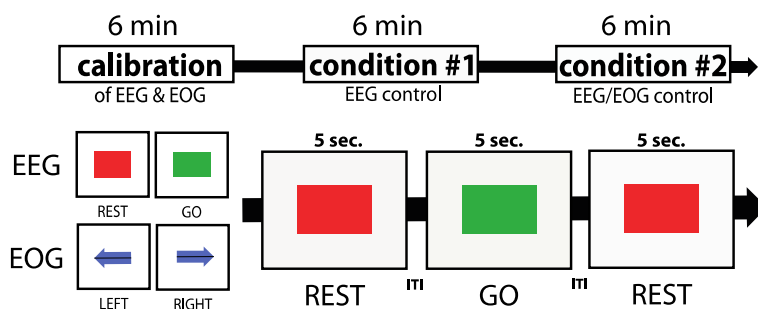 6 min 6 min 6 min
calibration condition #1 condition #2
of EEG & EOG EEG control EEG/EOG control
5 sec. 5 sec. 5 sec.
EEG
REST GO
EOG
LEFT RIGHT
REST ITI GO ITI REST